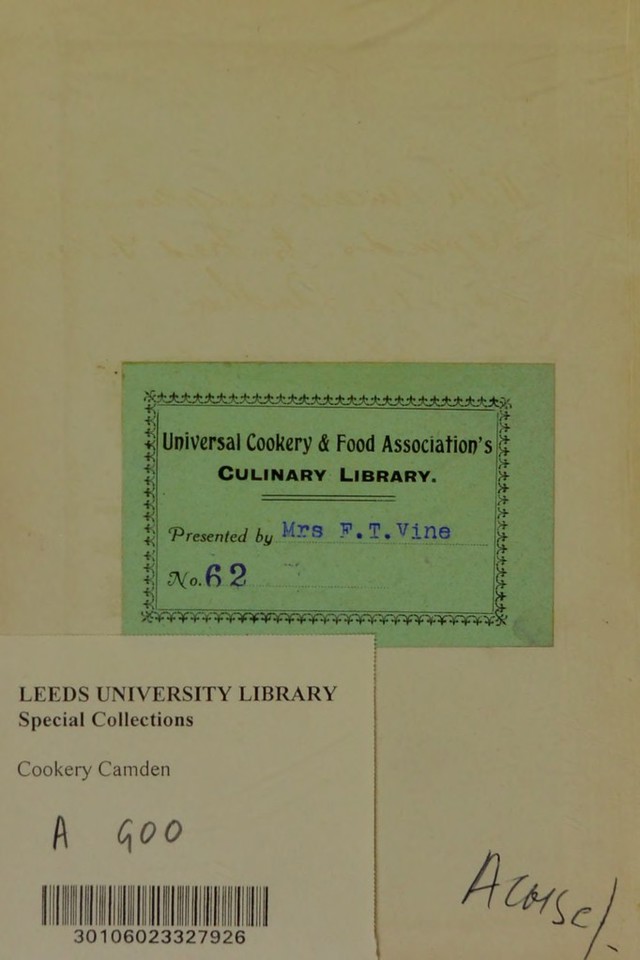 Universal Cookery & Food Association's
CULINARY LIBRARY.
Presented by Mrs F.T.Vine
No. 62
LEEDS UNIVERSITY LIBRARY
Special Collections
Cookery Camden
A GOO
30106023327926